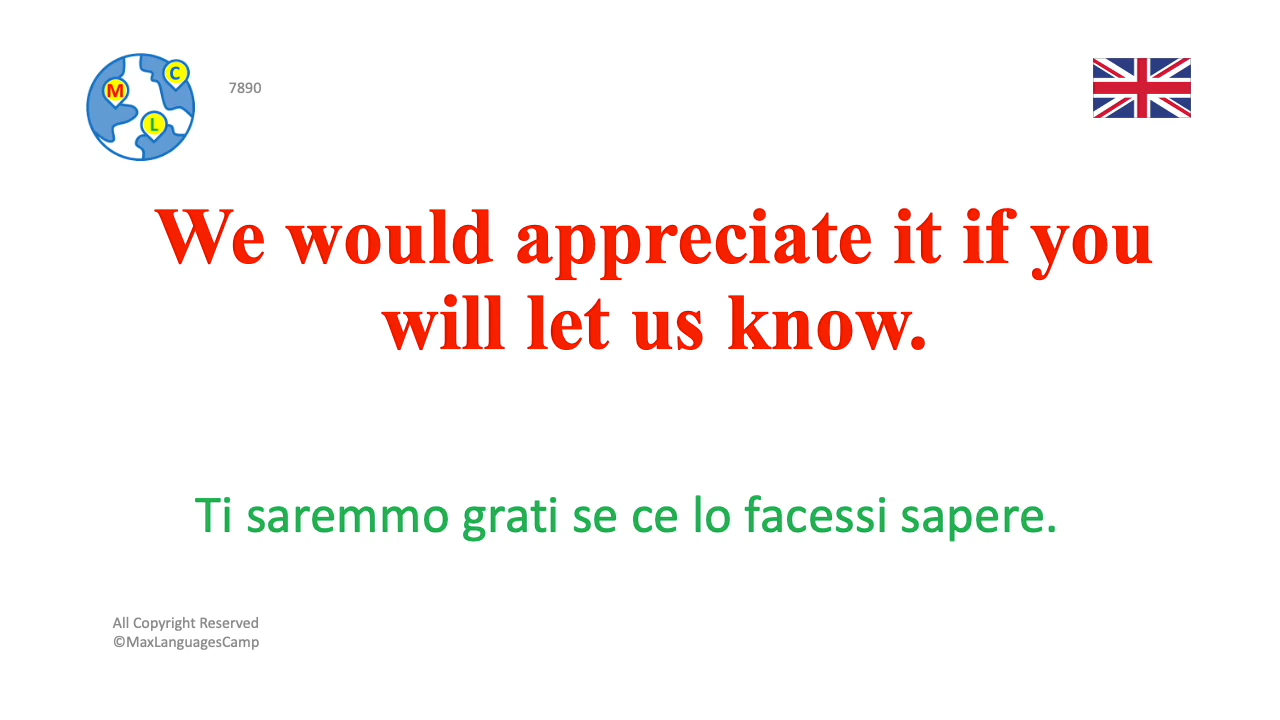 C
7890
M
L
We would appreciate it if you
will let us know.
Ti saremmo grati se ce lo facessi sapere.
All Copyright Reserved
©MaxLanguagesCamp